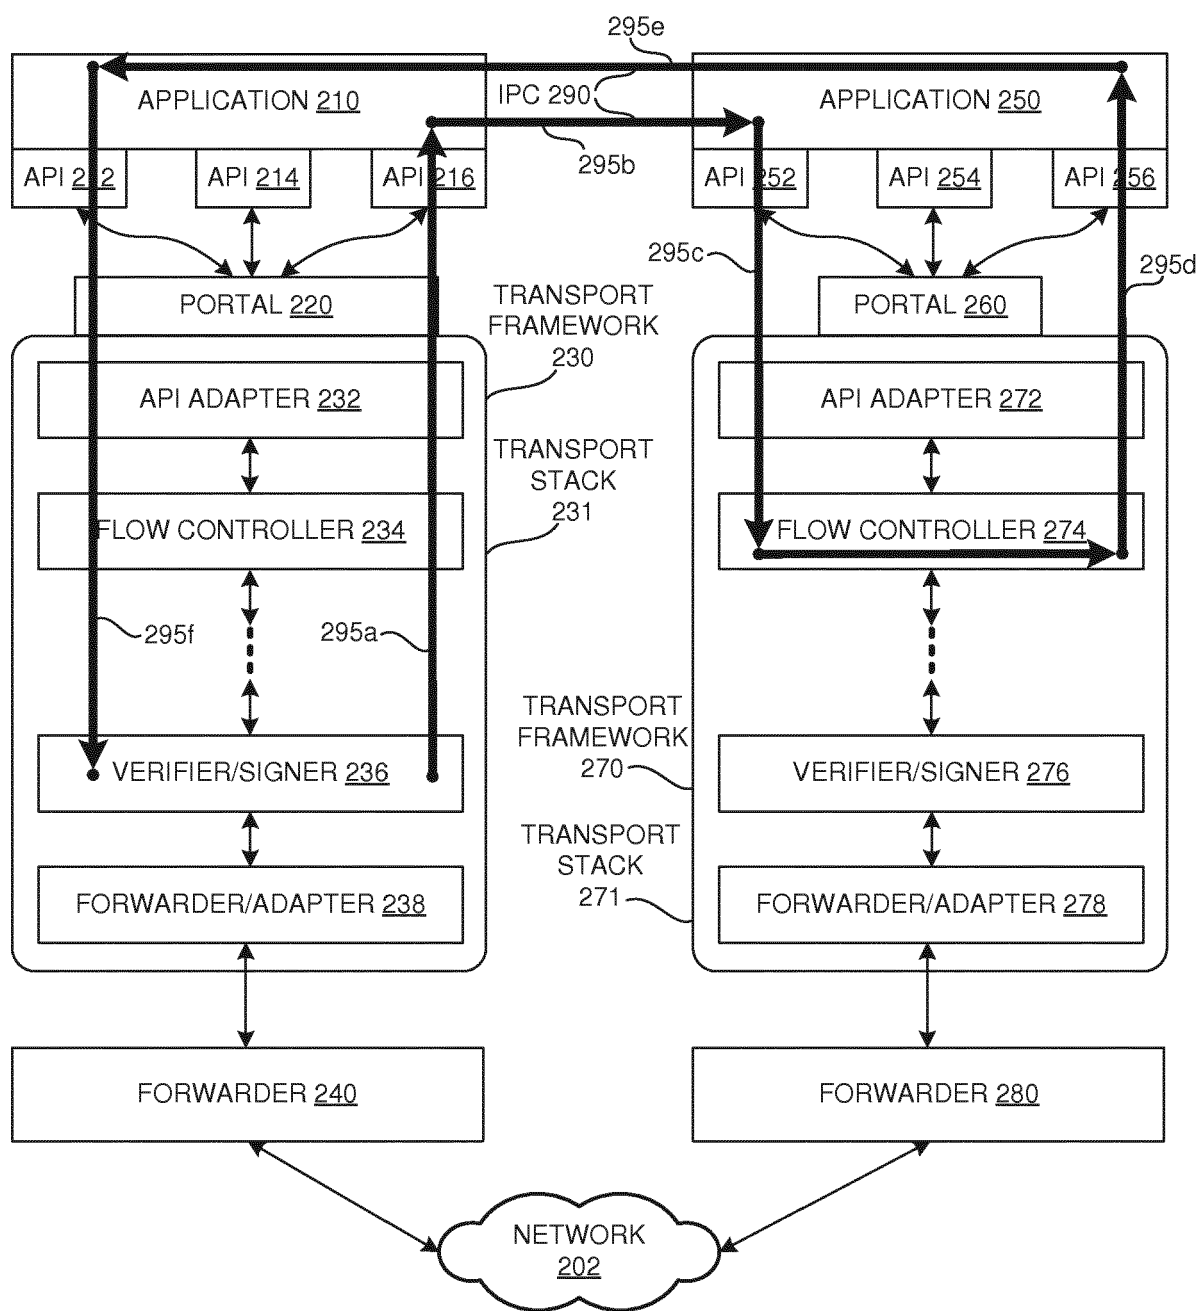 295e
APPLICATION 210
IPC 290
APPLICATION 250
295b
API 212
API 214
API 216
API 252
API 254
API 256
295c
295d
PORTAL 220
TRANSPORT
FRAMEWORK
230
PORTAL 260
API ADAPTER 232
API ADAPTER 272
TRANSPORT
STACK
231
FLOW CONTROLLER 234
FLOW CONTROLLER 274
295f
295a
TRANSPORT
FRAMEWORK
270
VERIFIER/SIGNER 236
VERIFIER/SIGNER 276
TRANSPORT
STACK
271
FORWARDER/ADAPTER 238
FORWARDER/ADAPTER 278
FORWARDER 240
FORWARDER 280
NETWORK
202